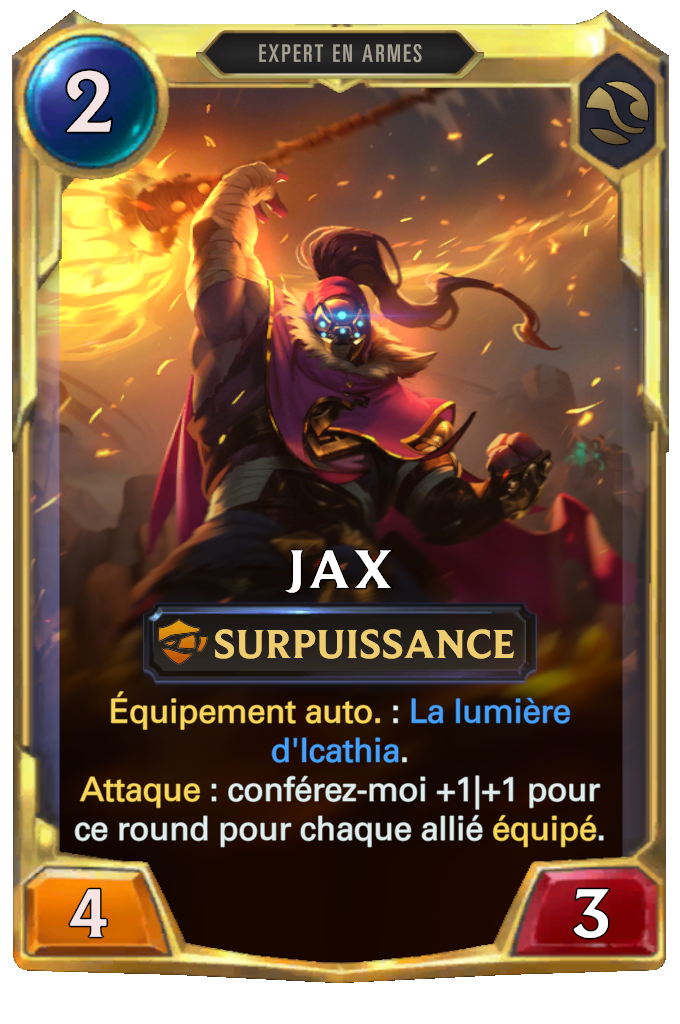 EXPERT EN ARMES
2
JAX
SURPUISSANCE
Équipement auto. : La lumière
d'Icathia.
Attaque : conférez-moi +1|+1 pour
ce round pour chaque allié équipé.
4
3